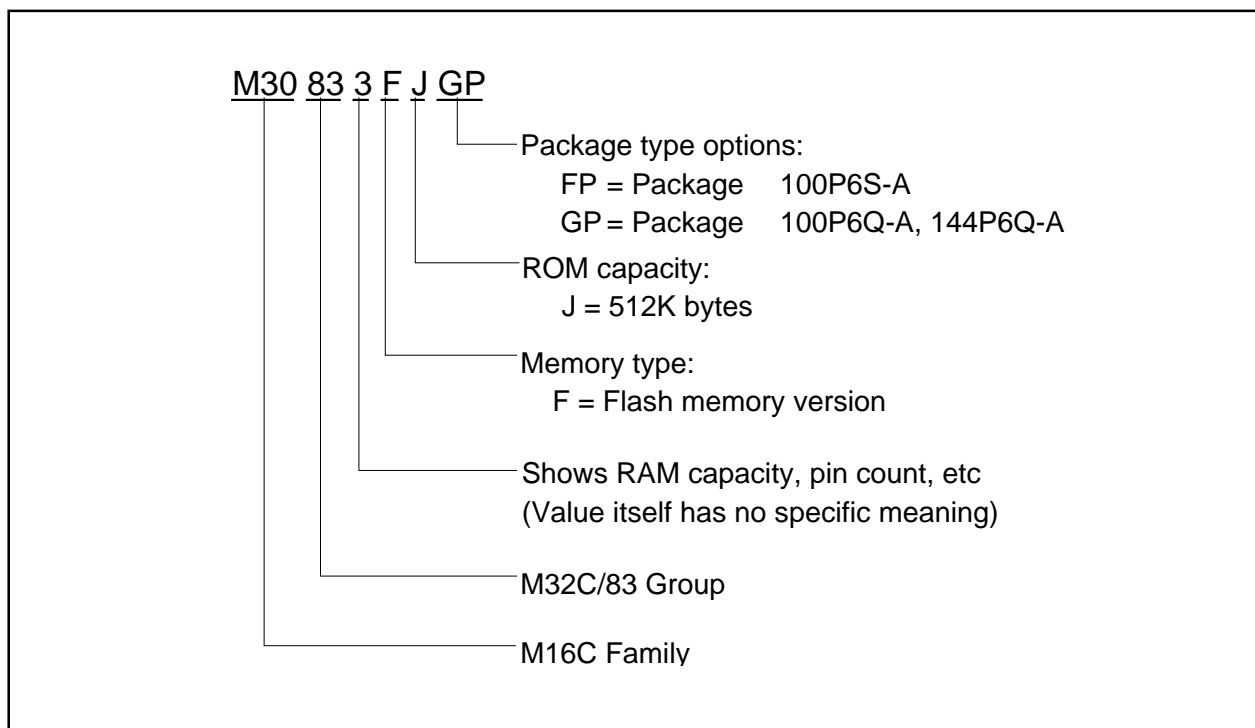 M30 83 3 F J GP
Package type options:
FP = Package 100P6S-A
GP = Package 100P6Q-A, 144P6Q-A
ROM capacity:
J = 512K bytes
Memory type:
F = Flash memory version
Shows RAM capacity, pin count, etc
(Value itself has no specific meaning)
M32C/83 Group
M16C Family